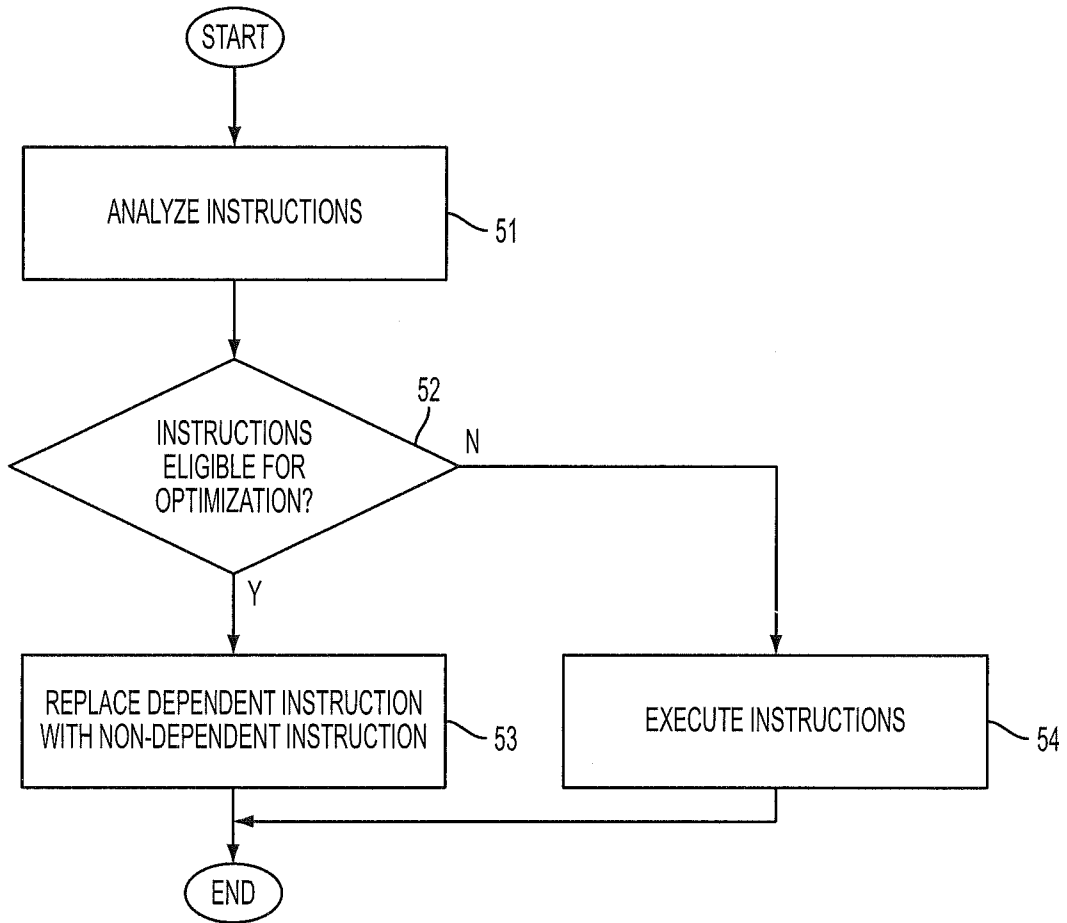 START
ANALYZE INSTRUCTIONS
51
52
INSTRUCTIONS
ELIGIBLE FOR
OPTIMIZATION?
N
Y
REPLACE DEPENDENT INSTRUCTION
WITH NON-DEPENDENT INSTRUCTION
53
EXECUTE INSTRUCTIONS
54
END